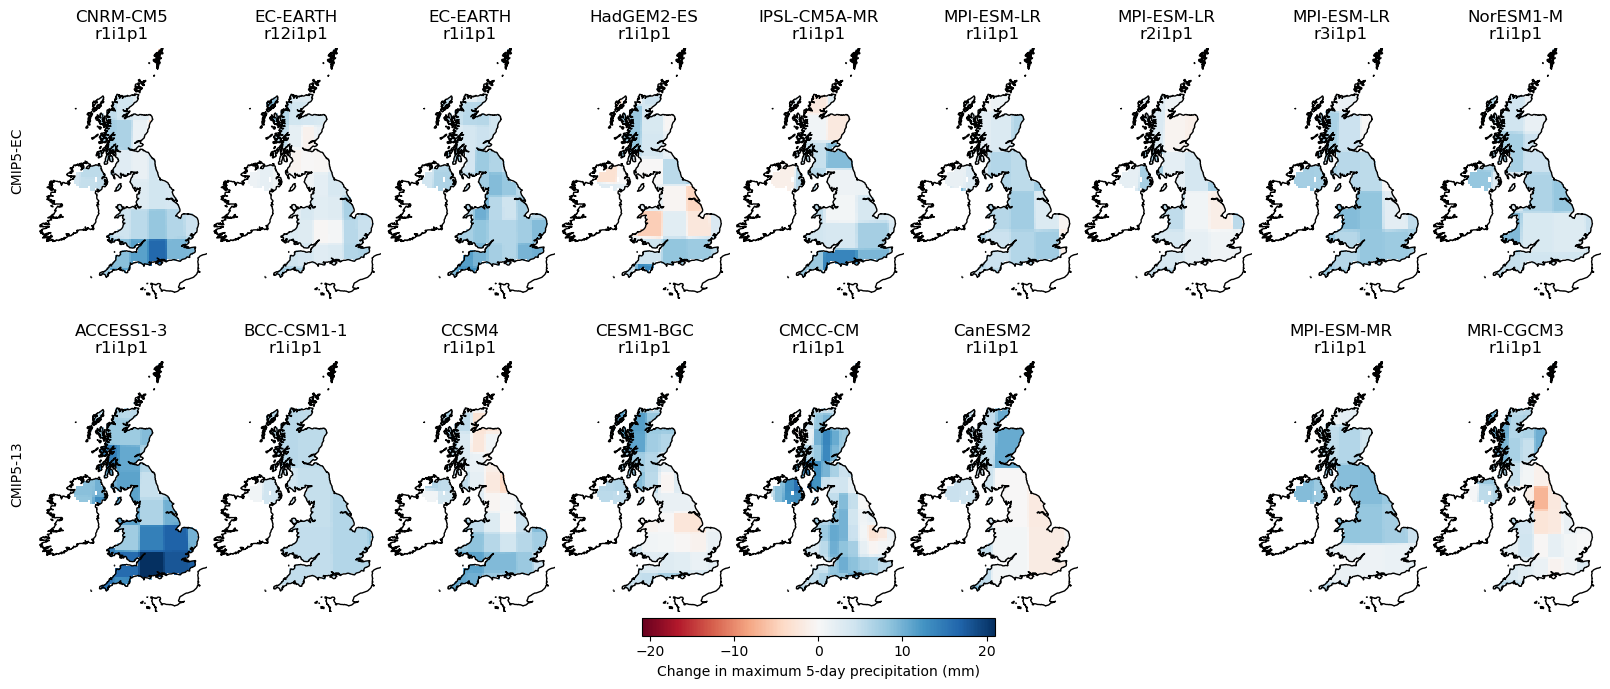 CNRM-CM5
r1i1p1
EC-EARTH
r12i1p1
EC-EARTH
r1i1p1
HadGEM2-ES
r1i1p1
IPSL-CM5A-MR
r1i1p1
MPI-ESM-LR
r1i1p1
MPI-ESM-LR
r2i1p1
MPI-ESM-LR
r3i1p1
NorESM1-M
r1i1p1
CMIP5-EC
ACCESS1-3
r1i1p1
BCC-CSM1-1
r1i1p1
CCSM4
r1i1p1
CESM1-BGC
r1i1p1
CMCC-CM
r1i1p1
CanESM2
r1i1p1
MPI-ESM-MR
r1i1p1
MRI-CGCM3
r1i1p1
CMIP5-13
−20 −10 0 10 20
Change in maximum 5-day precipitation (mm)